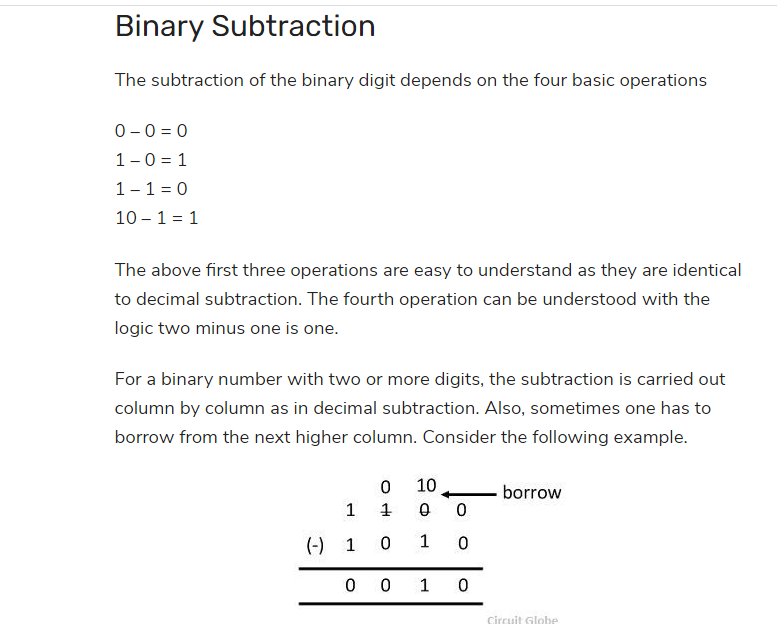 Binary Subtraction
The subtraction of the binary digit depends on the four basic operations
0 – 0 = 0
1 – 0 = 1
1 – 1 = 0
10 – 1 = 1
The above first three operations are easy to understand as they are identical
to decimal subtraction. The fourth operation can be understood with the
logic two minus one is one.
For a binary number with two or more digits, the subtraction is carried out
column by column as in decimal subtraction. Also, sometimes one has to
borrow from the next higher column. Consider the following example.
0 10 borrow
1 1 0 0
(-) 1 0 1 0
0 0 1 0
Circuit Globe